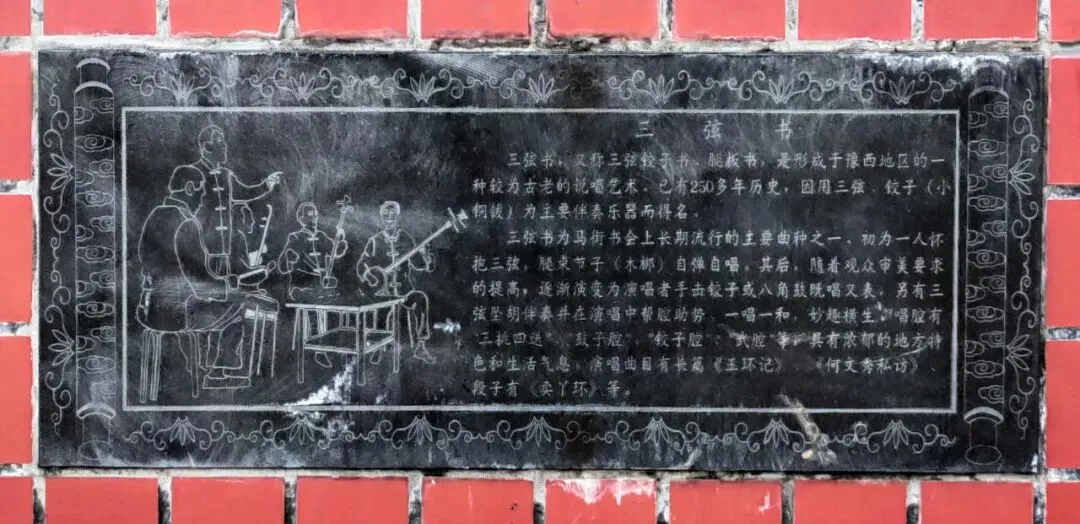 三 弦 书
三弦书，又称三弦铰子书、腿板书，是形成于豫西地区的一
种较为古老的说唱艺术。已有250多年历史，因用三弦、铰子（小
铜钹）为主要伴奏乐器而得名。
三弦书为马街书会上长期流行的主要曲种之一。初为一人怀
抱三弦，腿束节子（木梆）自弹自唱。其后，随着观众审美要求
的提高，逐渐演变为演唱者手击铰子或八角鼓既唱又表，另有三
弦坠胡伴奏并在演唱中帮腔助势，一唱一和，妙趣横生。唱腔有
“三挑四送”、“鼓子腔”、“铰子腔”、“武腔”等，具有浓郁的地方特
色和生活气息。演唱曲目有长篇《玉环记》 《何文秀私访》、
段子有《卖丫环》等。